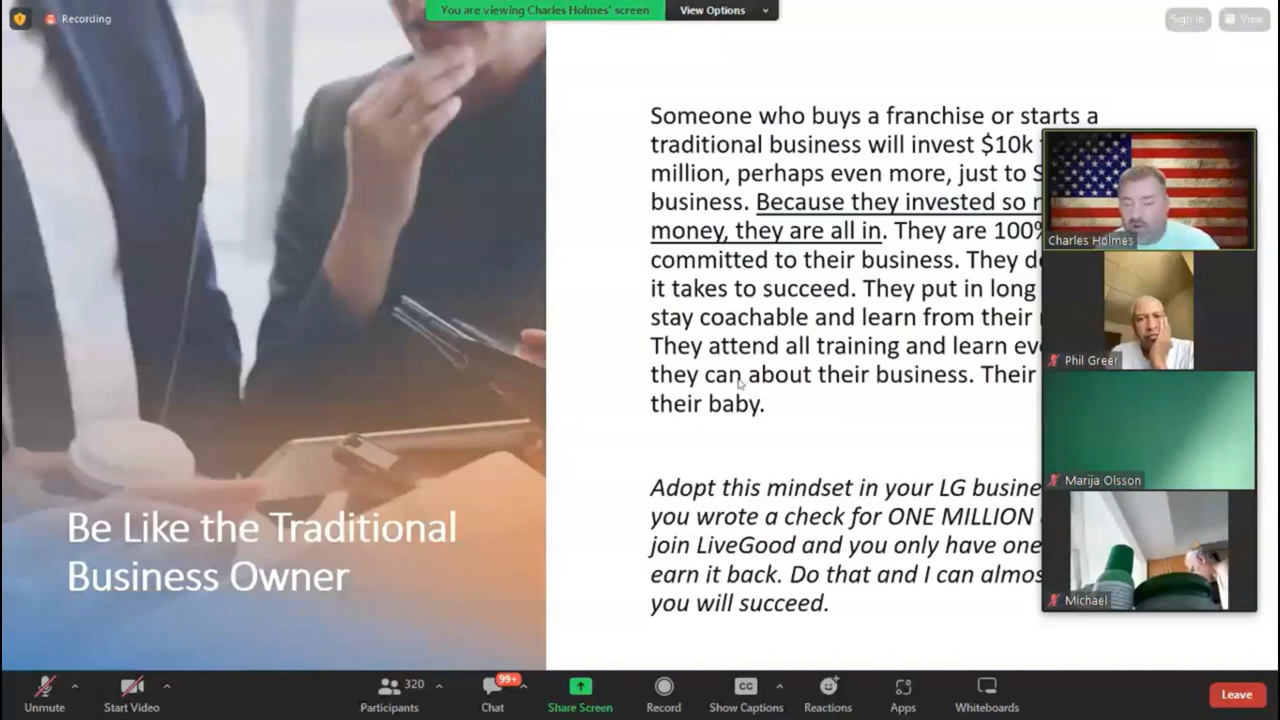 Recording
You are viewing Charles Holmes' screen
View Options
Sign In
View
Someone who buys a franchise or starts a
traditional business will invest $10k
million, perhaps even more, just to
business. Because they invested so
money, they are all in. They are 100%
committed to their business. They
it takes to succeed. They put in long
stay coachable and learn from their
They attend all training and learn
they can about their business. Their
their baby.
Adopt this mindset in your LG
you wrote a check for ONE MILLION
join LiveGood and you only have one
earn it back. Do that and I can
you will succeed.
Be Like the Traditional
Business Owner
Charles Holmes
Phil Greer
Marija Olsson
Michael
Unmute
Start Video
320
Participants
99+
Chat
Share Screen
Record
CC
Show Captions
Reactions
Apps
Whiteboards
Leave